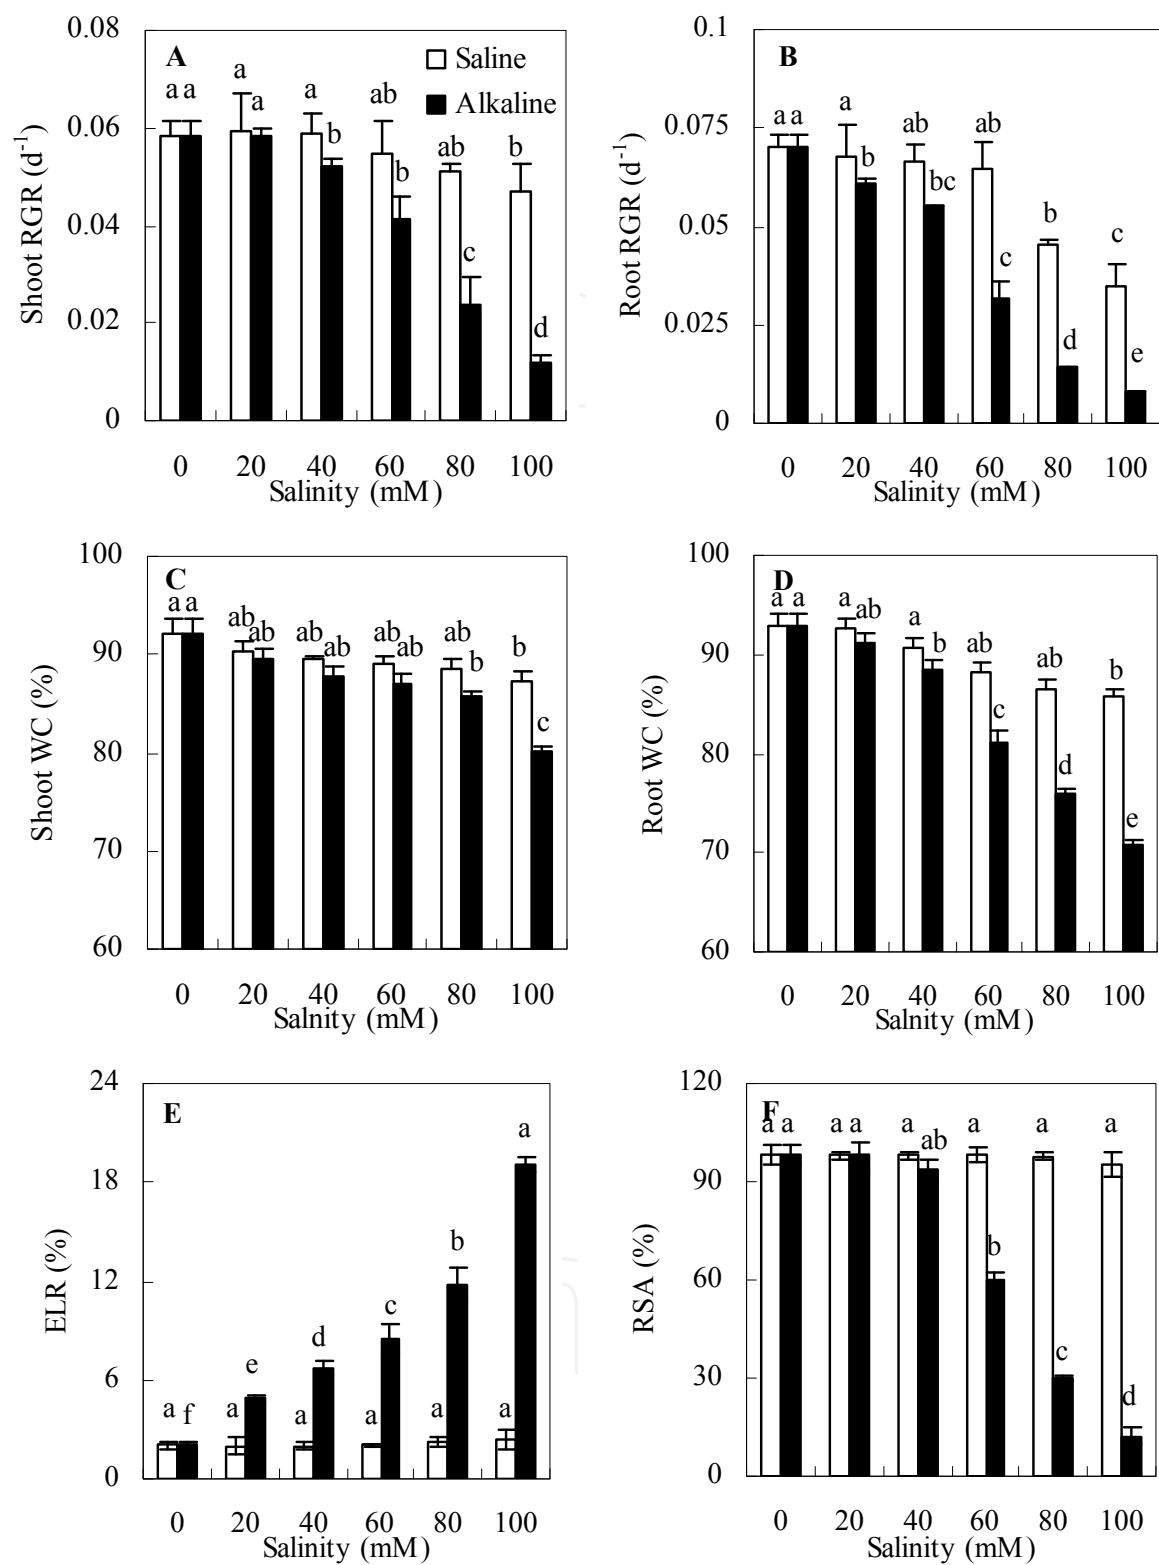 0.08
A
Saline
Alkaline
a a a a a b ab b ab c b d
0.06
0.04
0.02
0
Shoot RGR (d-1)
0 20 40 60 80 100
Salinity (mM)
0.1
B
a a a b ab bc ab c b d c e
0.075
0.05
0.025
0
Root RGR (d-1)
0 20 40 60 80 100
Salinity (mM)
100
C
a a ab ab ab ab ab ab ab b b c
90
80
70
60
Shoot WC (%)
0 20 40 60 80 100
Salnity (mM)
100
D
a a a ab a b ab c ab d b e
90
80
70
60
Root WC (%)
0 20 40 60 80 100
Salinity (mM)
24
E
a f a e a d a c a b a a
18
12
6
0
ELR (%)
0 20 40 60 80 100
Salinity (mM)
120
F
a a a a a ab a b a c a d
90
60
30
0
RSA (%)
0 20 40 60 80 100
Salinity (mM)